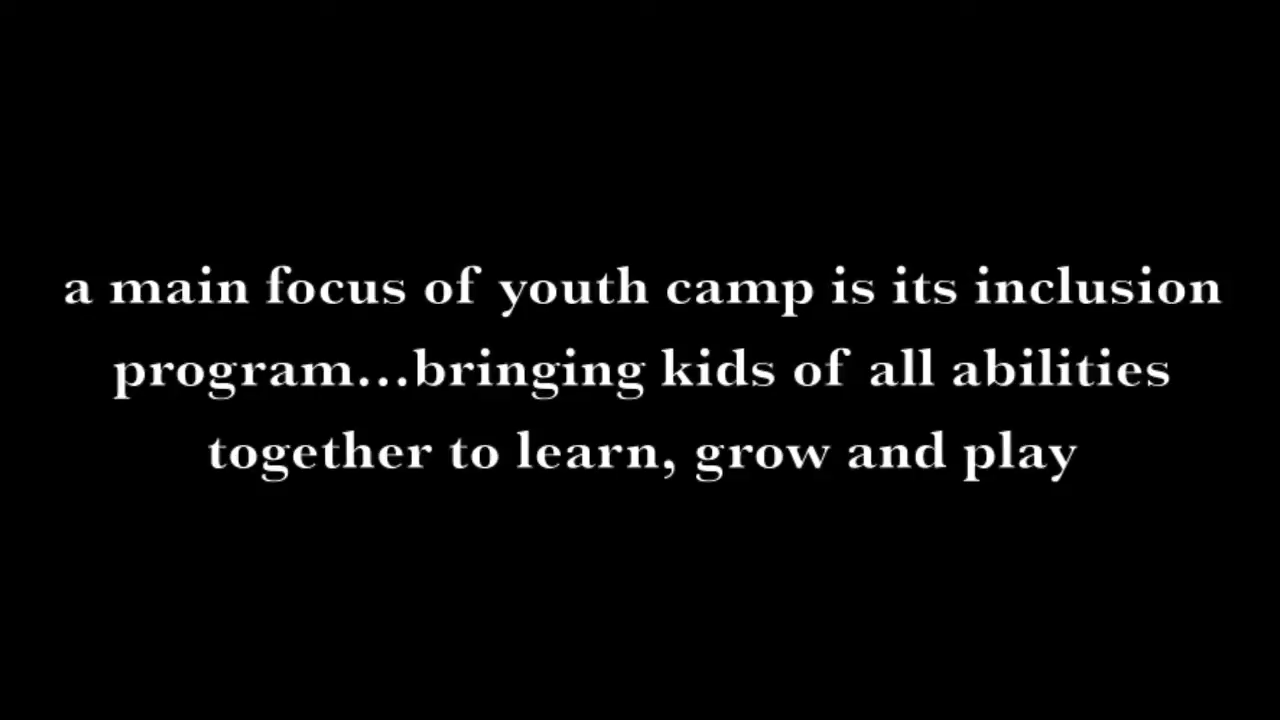 a main focus of youth camp is its inclusion
program...bringing kids of all abilities
together to learn, grow and play